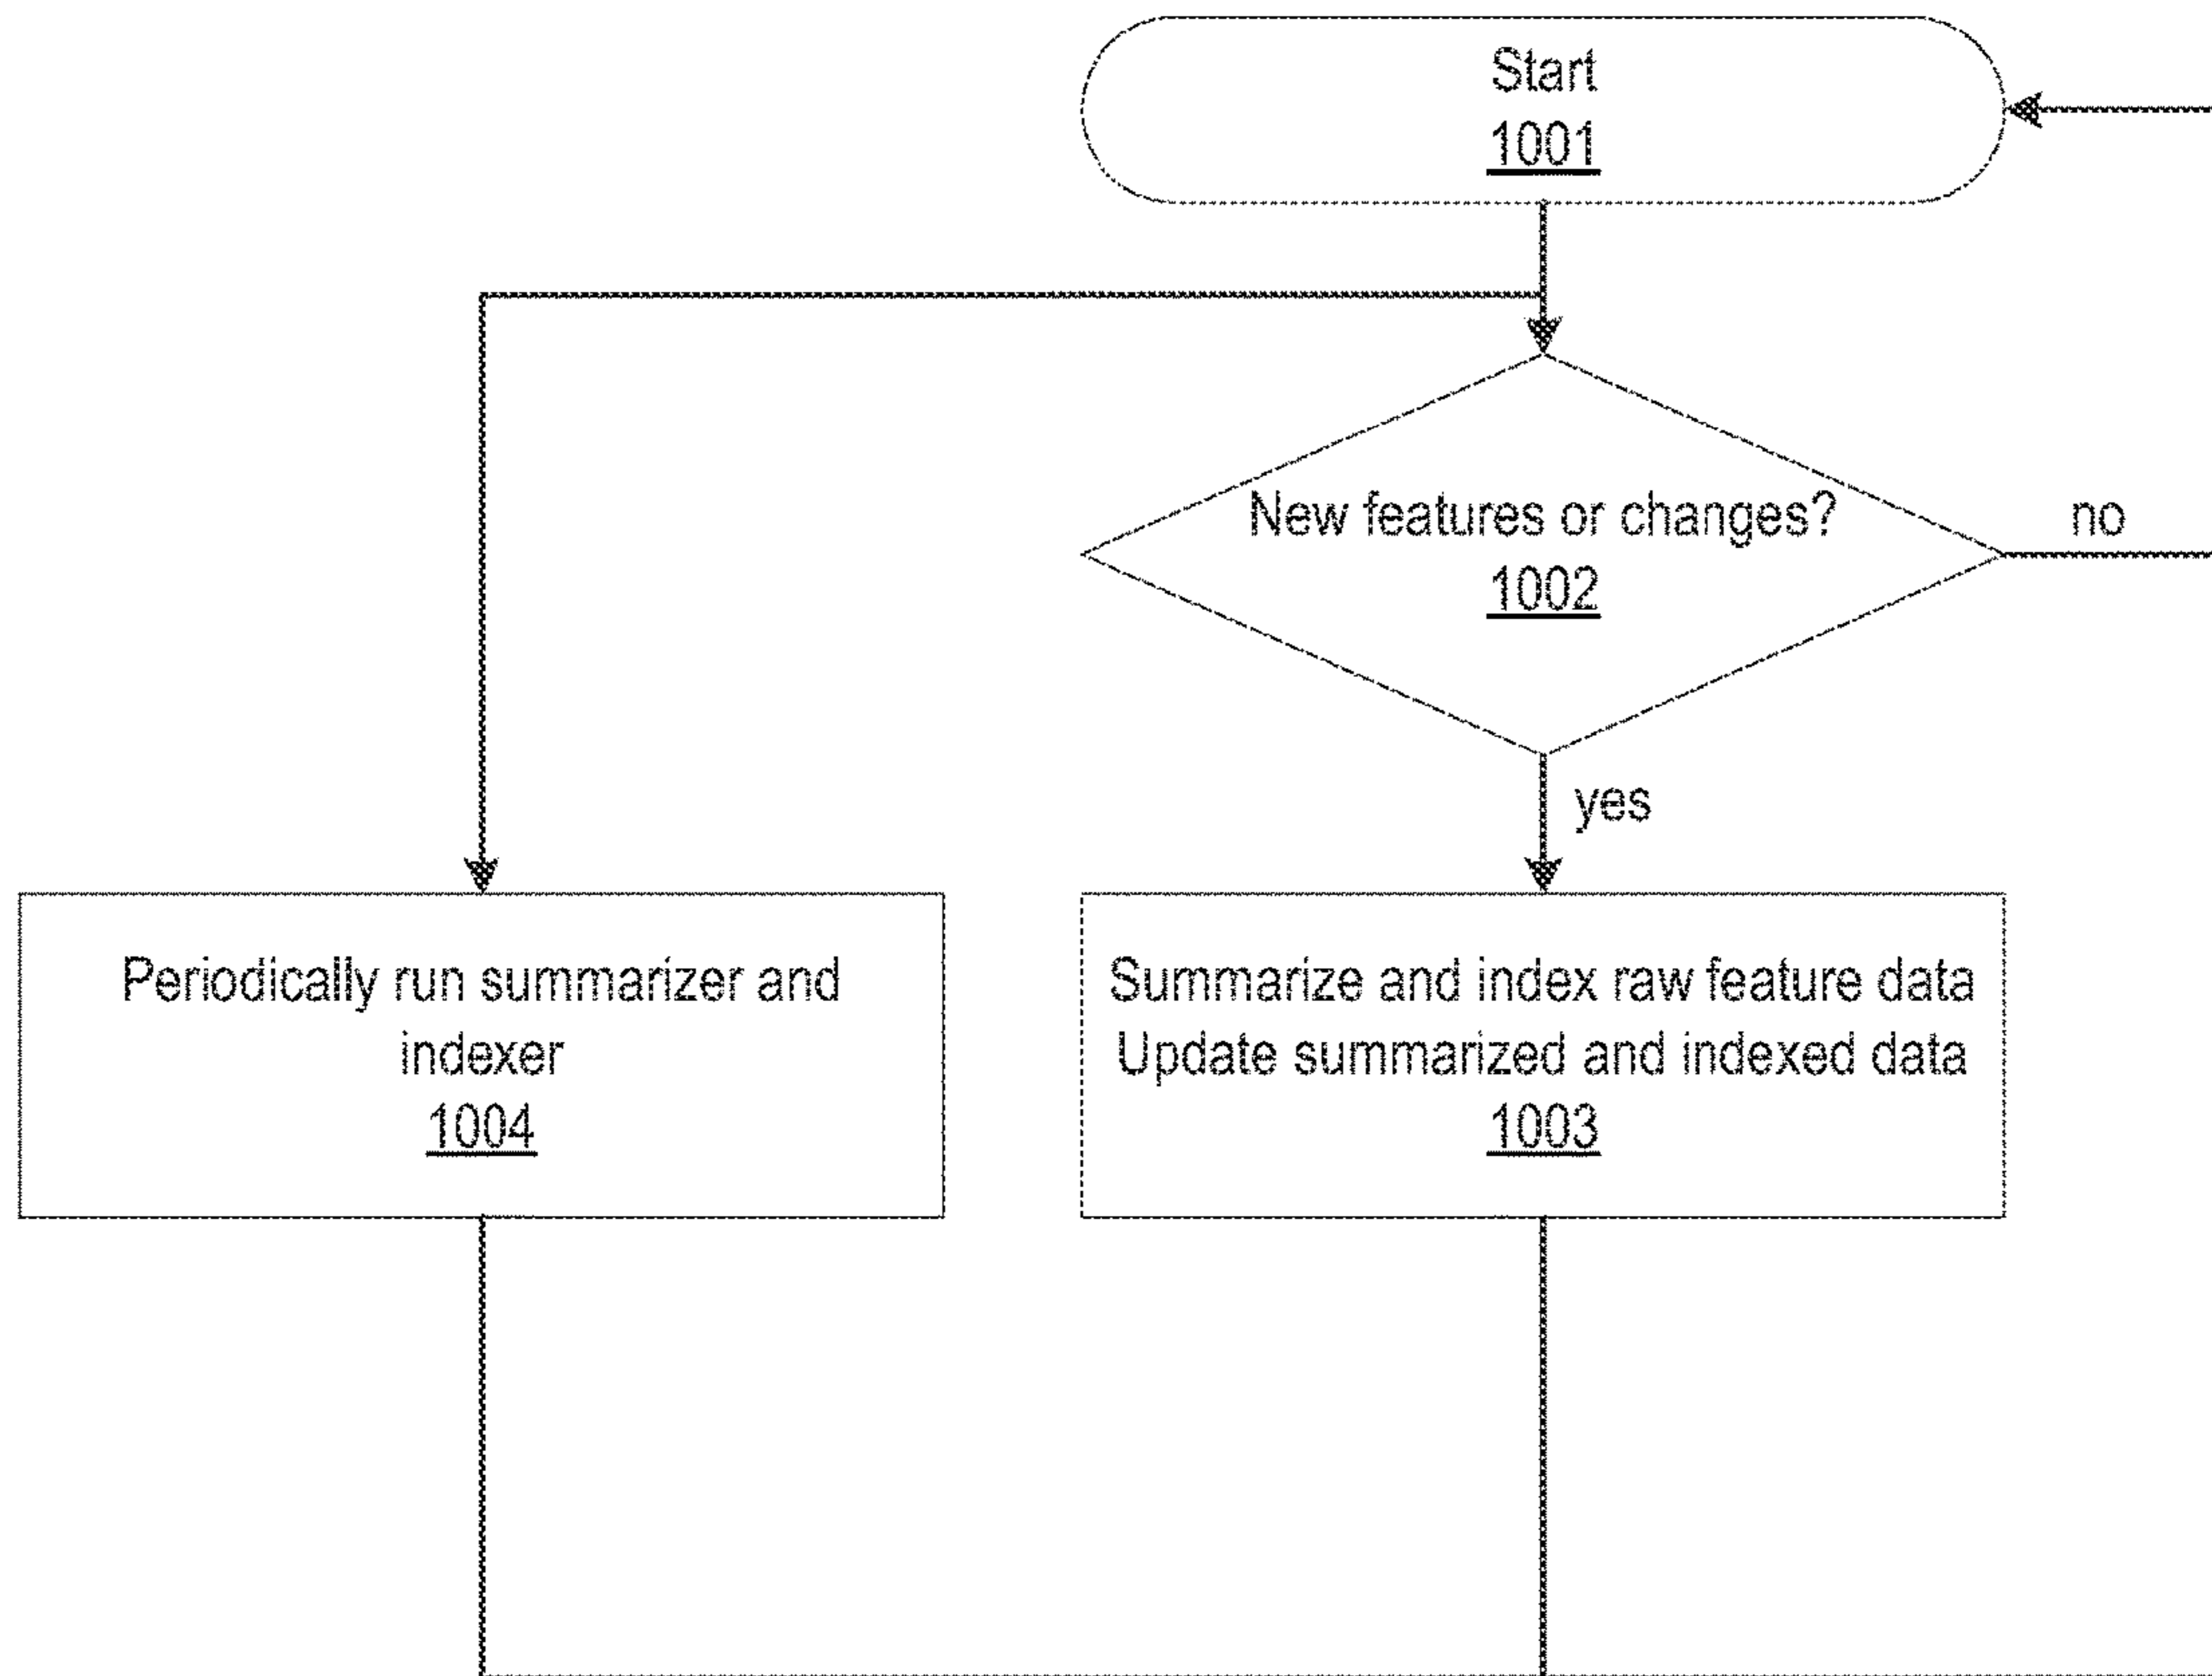 Start
1001
New features or changes?
1002
no
yes
Periodically run summarizer and
indexer
1004
Summarize and index raw feature data
Update summarized and indexed data
1003